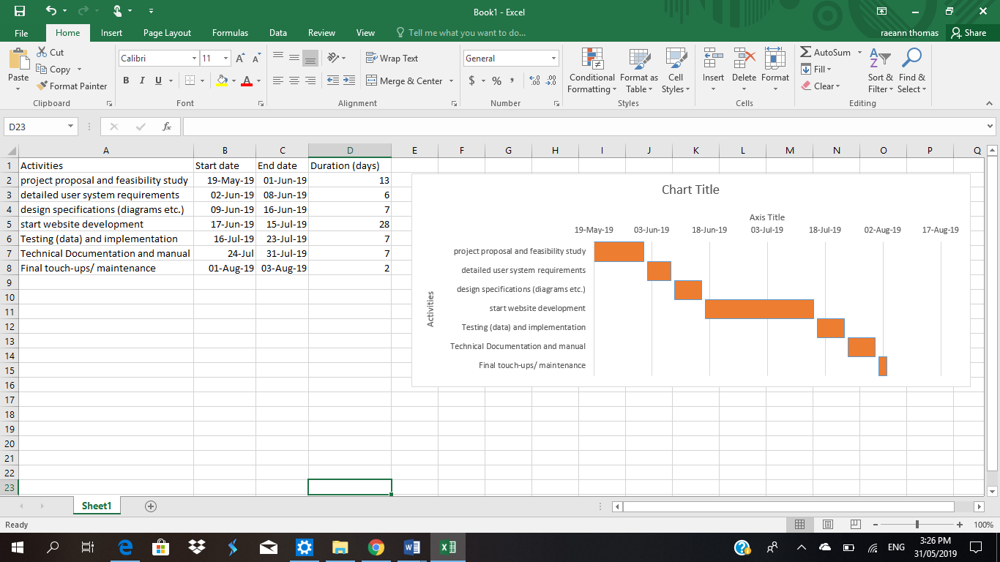 Book1 - Excel
File Home Insert Page Layout Formulas Data Review View Tell me what you want to do... raeann thomas Share
Paste Cut Copy Format Painter
Calibri 11
B I U A
Wrap Text
Merge & Center
General
$ % ,
Conditional Formatting Format as Table Cell Styles
Insert Delete Format
AutoSum Fill Clear
Sort & Filter Find & Select
Clipboard Font Alignment Number Styles Cells Editing
D23 fx
A B C D E F G H I J K L M N O P Q
1 Activities Start date End date Duration (days)
2 project proposal and feasibility study 19-May-19 01-Jun-19 13
3 detailed user system requirements 02-Jun-19 08-Jun-19 6
4 design specifications (diagrams etc.) 09-Jun-19 16-Jun-19 7
5 start website development 17-Jun-19 15-Jul-19 28
6 Testing (data) and implementation 16-Jul-19 23-Jul-19 7
7 Technical Documentation and manual 24-Jul 31-Jul-19 7
8 Final touch-ups/ maintenance 01-Aug-19 03-Aug-19 2
9
10
11
12
13
14
15
16
17
18
19
20
21
22
23
Chart Title
Axis Title
19-May-19 03-Jun-19 18-Jun-19 03-Jul-19 18-Jul-19 02-Aug-19 17-Aug-19
Activities
project proposal and feasibility study
detailed user system requirements
design specifications (diagrams etc.)
start website development
Testing (data) and implementation
Technical Documentation and manual
Final touch-ups/ maintenance
Sheet1
Ready 100%
ENG 3:26 PM
31/05/2019